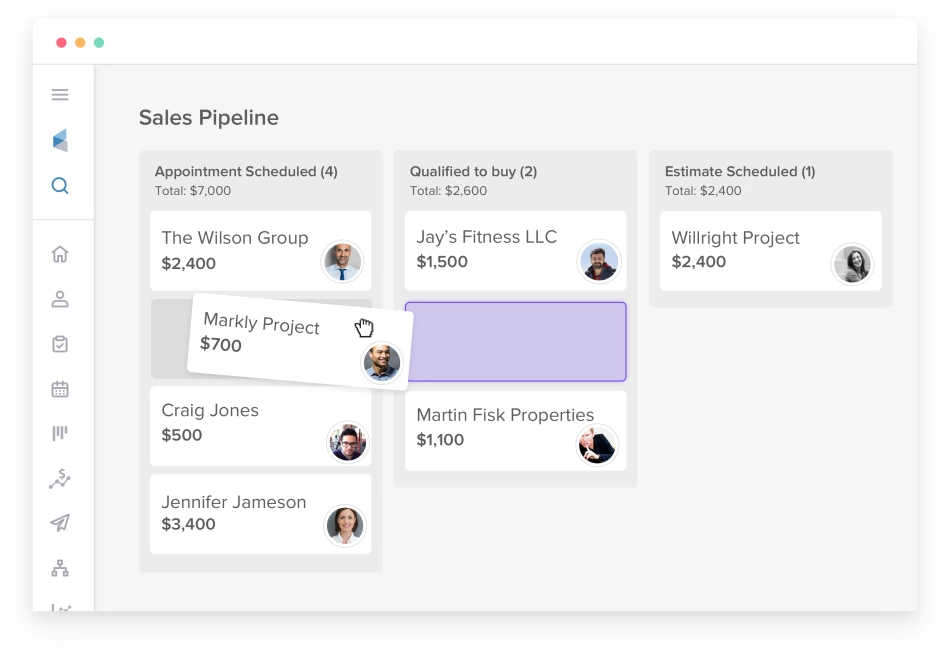 Sales Pipeline
Appointment Scheduled (4)
Total: $7,000
The Wilson Group
$2,400
Markly Project
$700
Craig Jones
$500
Jennifer Jameson
$3,400
Qualified to buy (2)
Total: $2,600
Jay’s Fitness LLC
$1,500
Martin Fisk Properties
$1,100
Estimate Scheduled (1)
Total: $2,400
Willright Project
$2,400